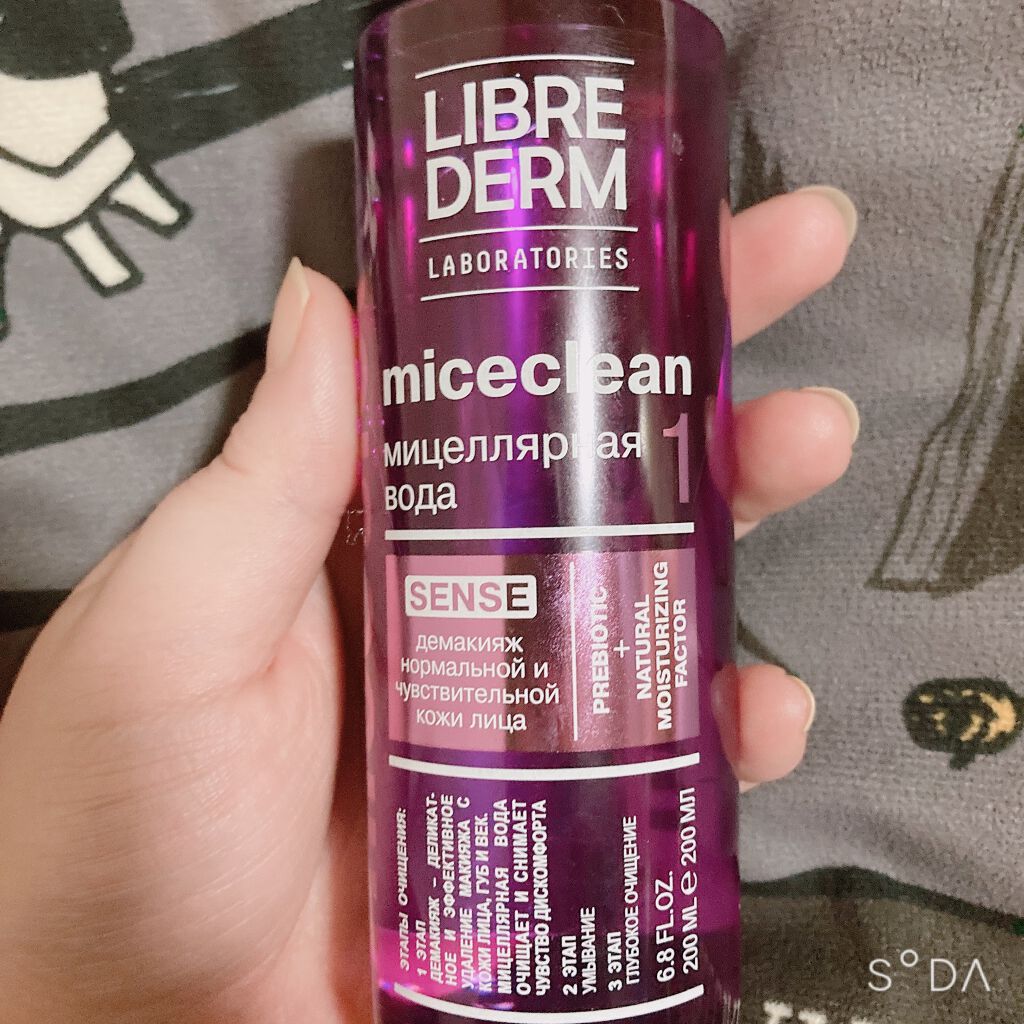 LIBRE
DERM
LABORATORIES
miceclean
мицеллярная
вода
1
SENSE
демакияж
нормальной и
чувствительной
кожи лица
PREBIOTIC
+
NATURAL
MOISTURIZING
FACTOR
ЭТАПЫ ОЧИЩЕНИЯ:
1 ЭТАП
ДЕМАКИЯЖ – ДЕЛИКАТ-
НОЕ И ЭФФЕКТИВНОЕ
УДАЛЕНИЕ МАКИЯЖА С
КОЖИ ЛИЦА, ГУБ И ВЕК.
МИЦЕЛЛЯРНАЯ ВОДА
ОЧИЩАЕТ И СНИМАЕТ
ЧУВСТВО ДИСКОМФОРТА
2 ЭТАП
УМЫВАНИЕ
3 ЭТАП
ГЛУБОКОЕ ОЧИЩЕНИЕ
6.8 FL.OZ.
200 ML e 200 МЛ
SODA